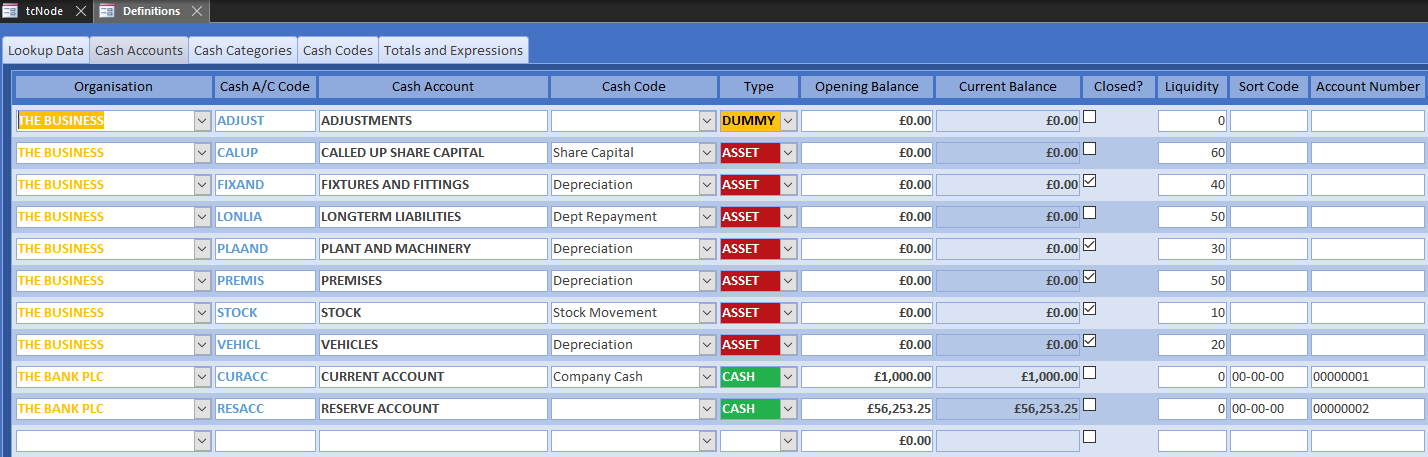 tcNode Definitions
Lookup Data Cash Accounts Cash Categories Cash Codes Totals and Expressions
Organisation Cash A/C Code Cash Account Cash Code Type Opening Balance Current Balance Closed? Liquidity Sort Code Account Number
THE BUSINESS ADJUST ADJUSTMENTS DUMMY £0.00 £0.00 0
THE BUSINESS CALUP CALLED UP SHARE CAPITAL Share Capital ASSET £0.00 £0.00 60
THE BUSINESS FIXAND FIXTURES AND FITTINGS Depreciation ASSET £0.00 £0.00 40
THE BUSINESS LONLIA LONGTERM LIABILITIES Dept Repayment ASSET £0.00 £0.00 50
THE BUSINESS PLAAND PLANT AND MACHINERY Depreciation ASSET £0.00 £0.00 30
THE BUSINESS PREMIS PREMISES Depreciation ASSET £0.00 £0.00 50
THE BUSINESS STOCK STOCK Stock Movement ASSET £0.00 £0.00 10
THE BUSINESS VEHICL VEHICLES Depreciation ASSET £0.00 £0.00 20
THE BANK PLC CURACC CURRENT ACCOUNT Company Cash CASH £1,000.00 £1,000.00 0 00-00-00 00000001
THE BANK PLC RESACC RESERVE ACCOUNT CASH £56,253.25 £56,253.25 0 00-00-00 00000002
£0.00